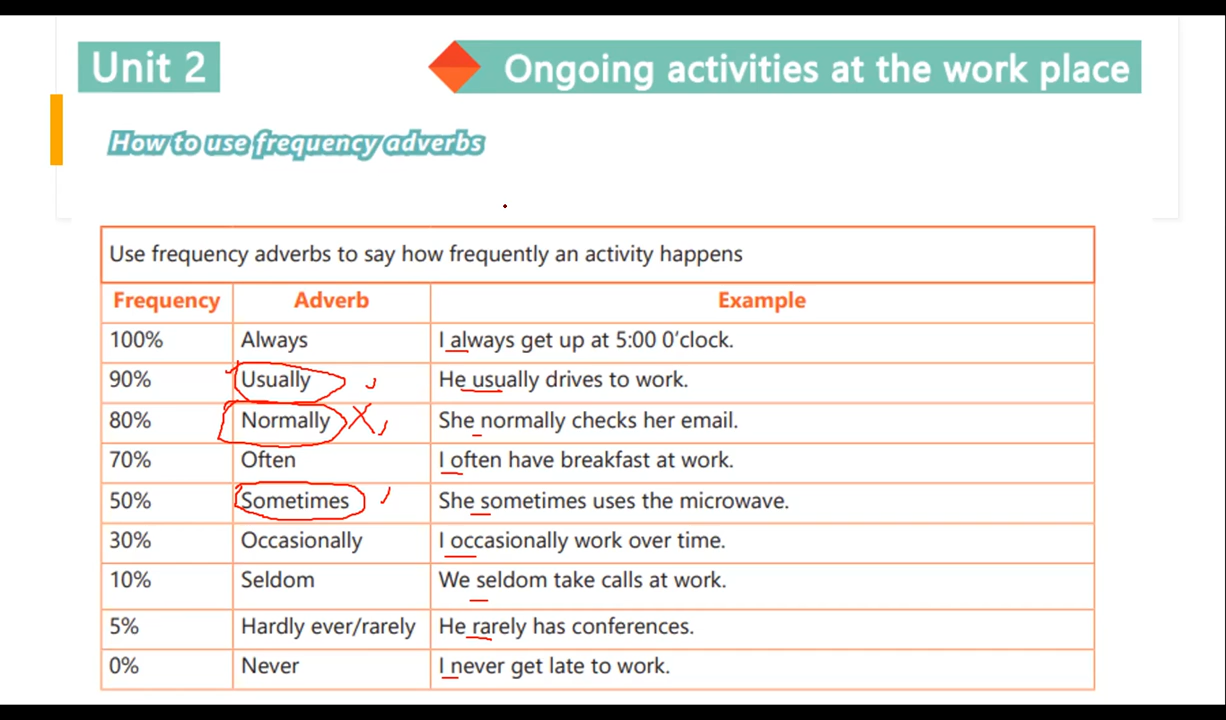 Unit 2
Ongoing activities at the work place
How to use frequency adverbs
Use frequency adverbs to say how frequently an activity happens
Frequency Adverb Example
100% Always I always get up at 5:00 0'clock.
90% Usually He usually drives to work.
80% Normally She normally checks her email.
70% Often I often have breakfast at work.
50% Sometimes She sometimes uses the microwave.
30% Occasionally I occasionally work over time.
10% Seldom We seldom take calls at work.
5% Hardly ever/rarely He rarely has conferences.
0% Never I never get late to work.